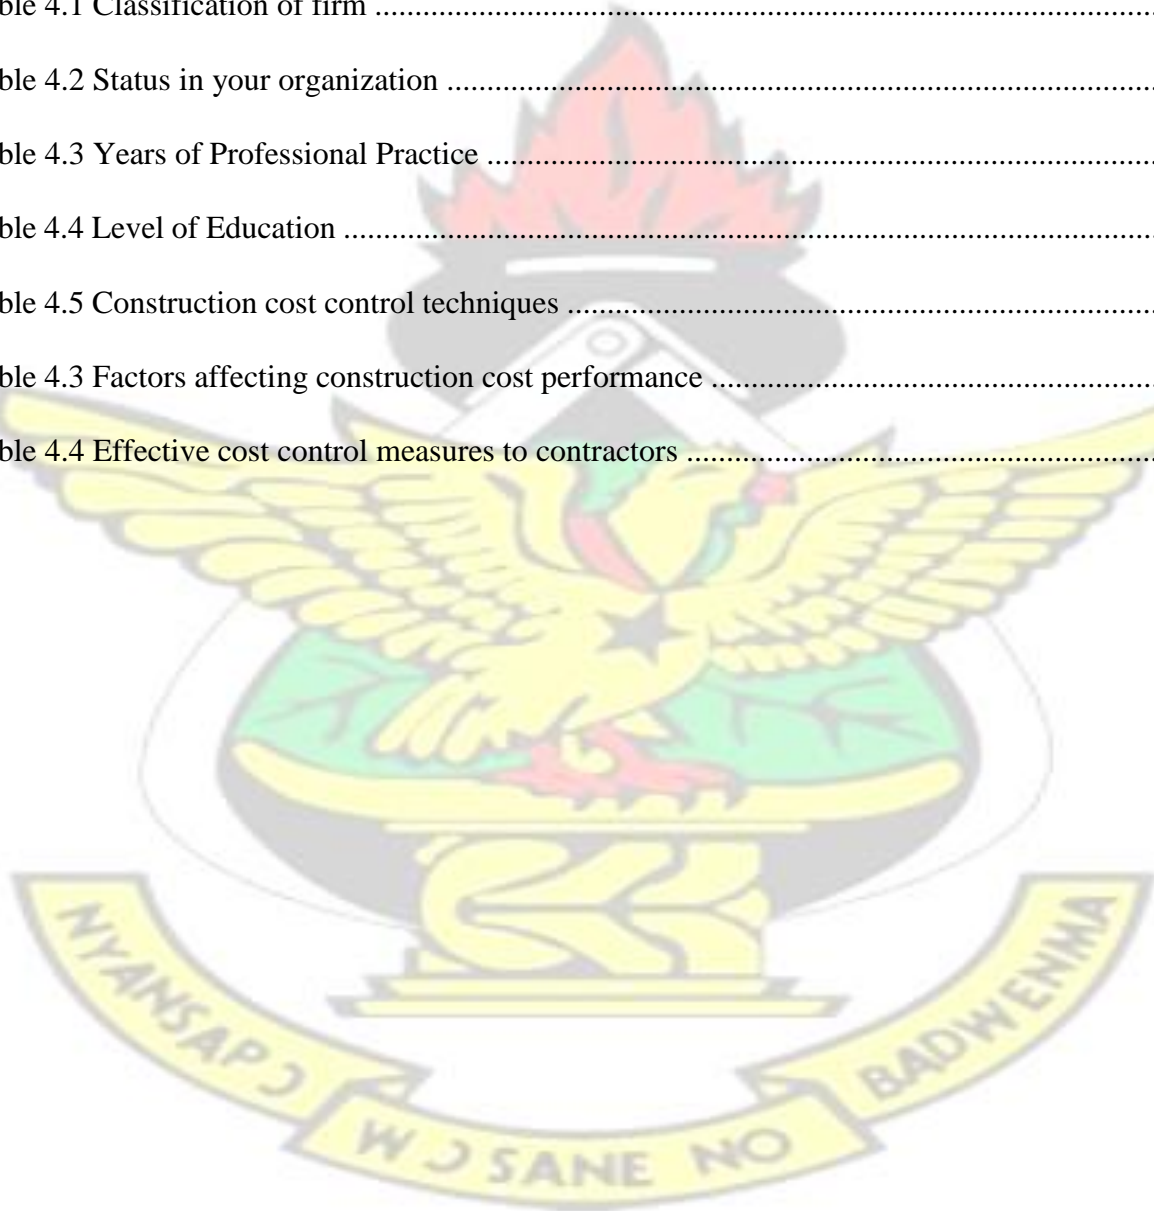 ble 4.1 Classification of firm ................................................................................................
ble 4.2 Status in your organization .......................................................................................
ble 4.3 Years of Professional Practice ..................................................................................
ble 4.4 Level of Education ....................................................................................................
ble 4.5 Construction cost control techniques ........................................................................
ble 4.3 Factors affecting construction cost performance ......................................................
ble 4.4 Effective cost control measures to contractors .........................................................
NYANSAPƆ
WƆSANE NO
BADWENMA